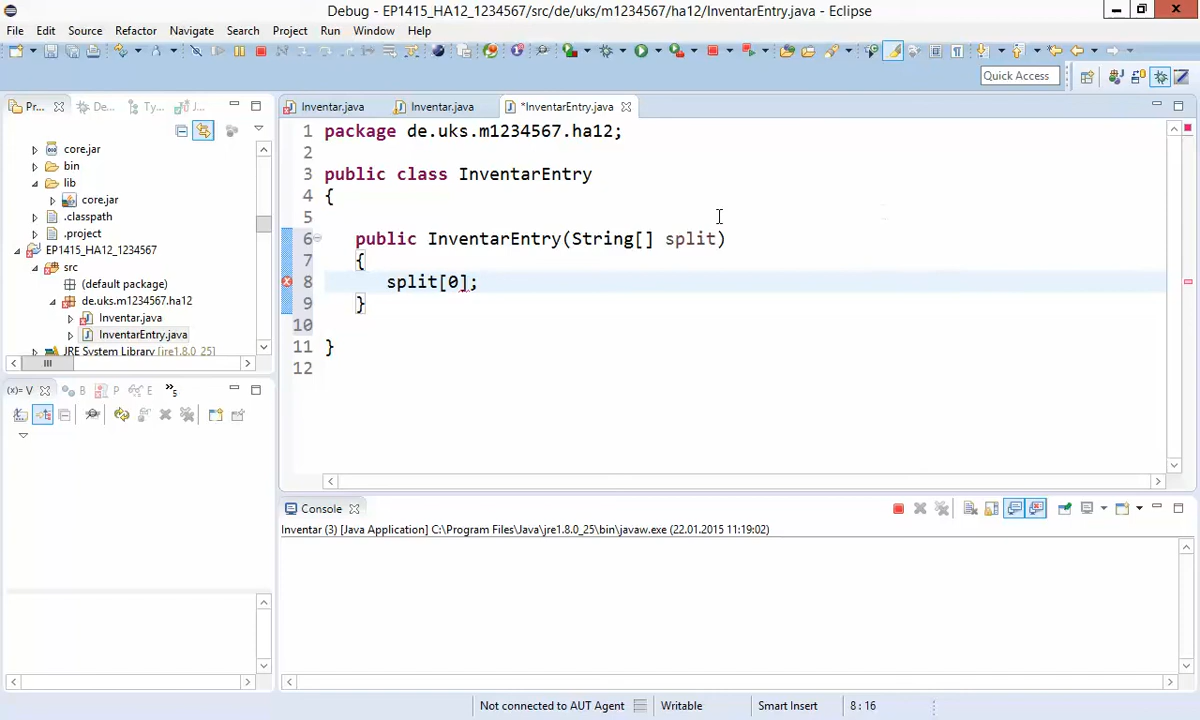 Debug - EP1415_HA12_1234567/src/de/uks/m1234567/ha12/InventarEntry.java - Eclipse
File Edit Source Refactor Navigate Search Project Run Window Help
Quick Access
Pr... De... Ty... J...
core.jar
bin
lib
core.jar
.classpath
.project
EP1415_HA12_1234567
src
(default package)
de.uks.m1234567.ha12
Inventar.java
InventarEntry.java
JRE System Library [jre1.8.0_25]
Inventar.java Inventar.java *InventarEntry.java
1 package de.uks.m1234567.ha12;
2
3 public class InventarEntry
4 {
5
6 public InventarEntry(String[] split)
7 {
8 split[0];
9 }
10
11 }
12
(x)= V B P E »5
Console
Inventar (3) [Java Application] C:\Program Files\Java\jre1.8.0_25\bin\javaw.exe (22.01.2015 11:19:02)
Not connected to AUT Agent Writable Smart Insert 8 : 16